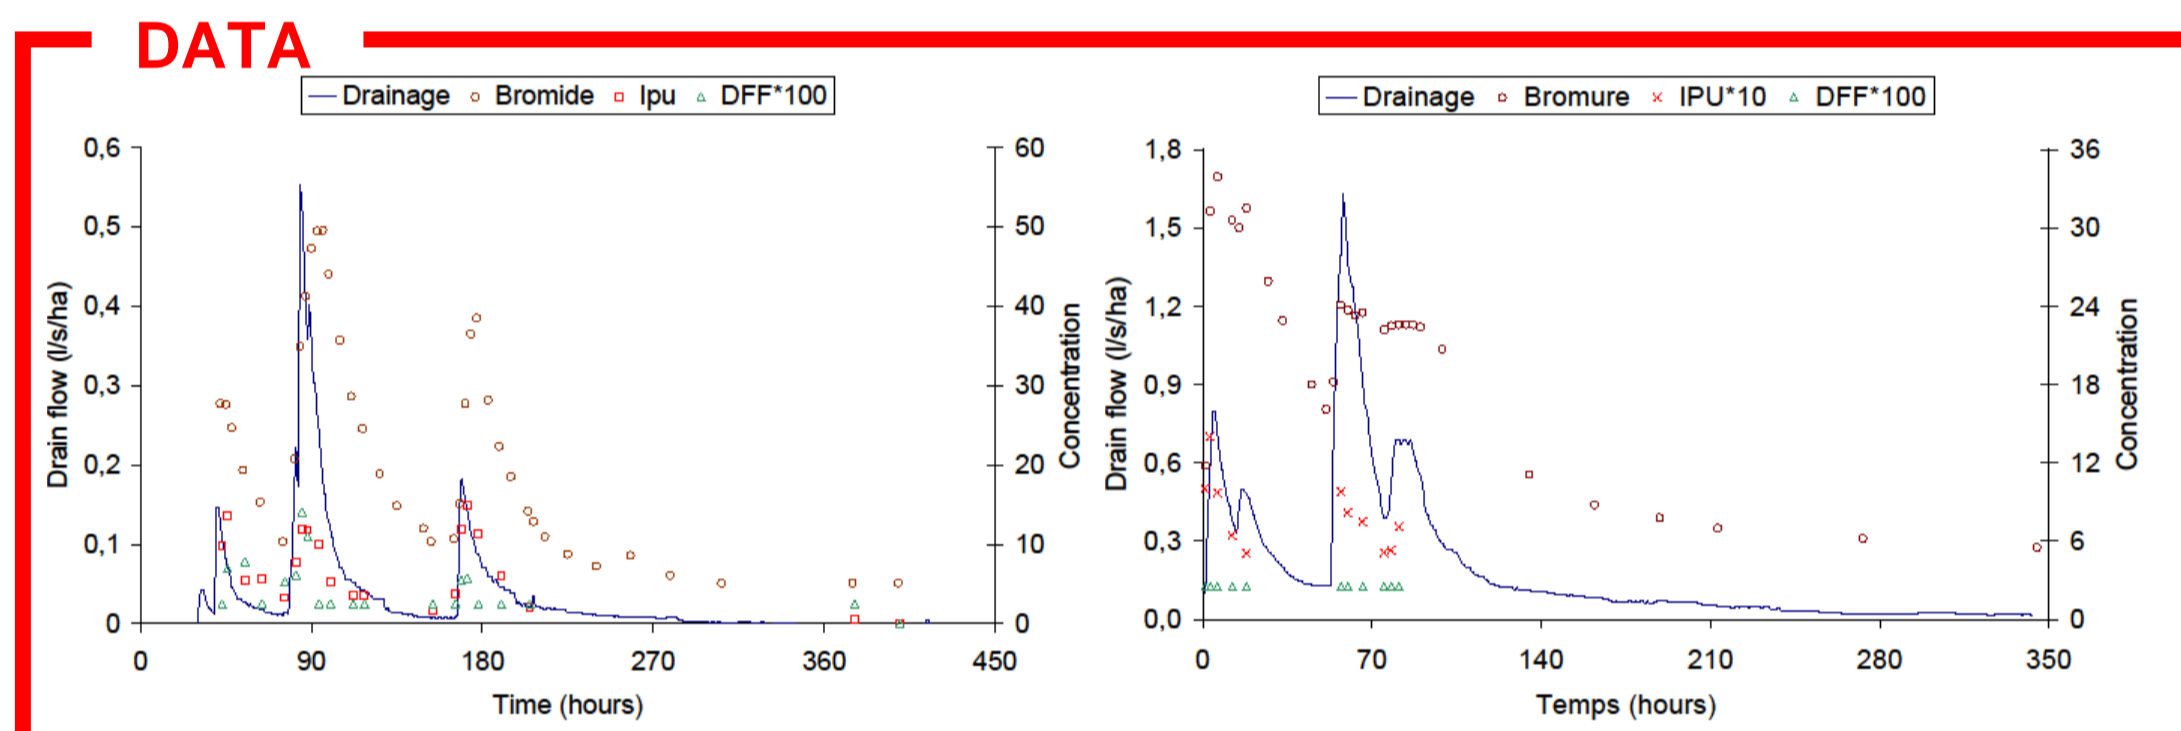 DATA
Drainage Bromide Ipu DFF*100
0,6
0,5
0,4
0,3
0,2
0,1
0
60
50
40
30
20
10
0
Drain flow (l/s/ha)
Concentration
0 90 180 270 360 450
Time (hours)
Drainage Bromure IPU*10 DFF*100
1,8
1,5
1,2
0,9
0,6
0,3
0,0
36
30
24
18
12
6
0
Drain flow (l/s/ha)
Concentration
0 70 140 210 280 350
Temps (hours)